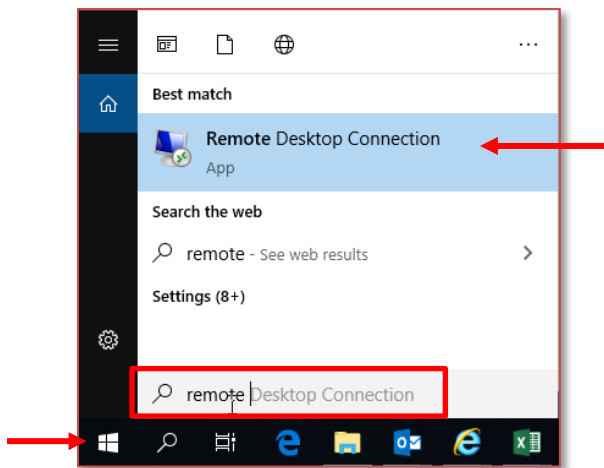 ...
Best match
Remote Desktop Connection
App
Search the web
remote - See web results
Settings (8+)
remote Desktop Connection